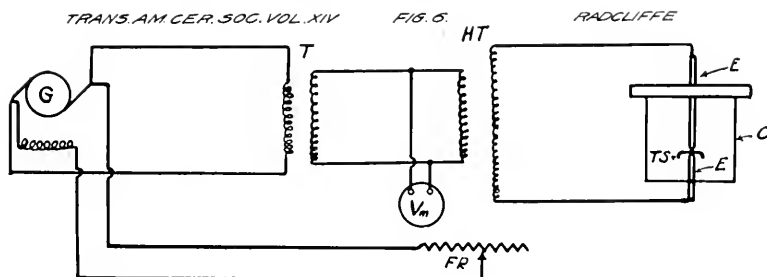 TRANS. AM. CER. SOC. VOL. XIV FIG. 6. RADCLIFFE
T HT
G
E
C
TS
E
Vm
FR